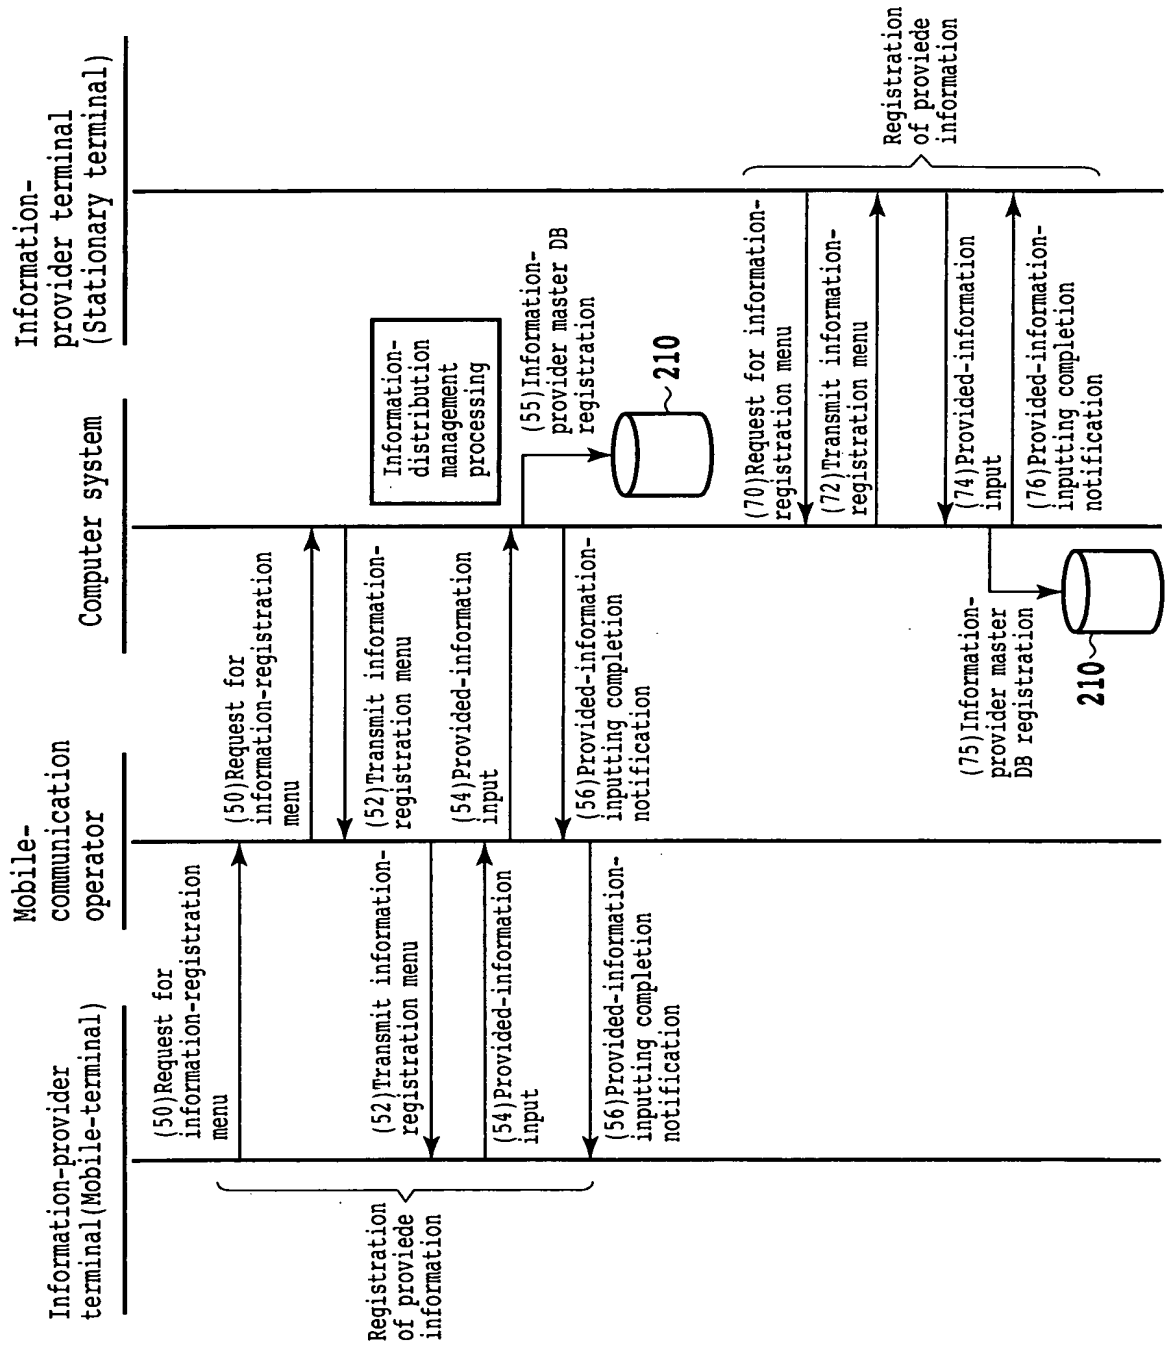 Information-provider
terminal(Mobile-terminal)
Mobile-
communication
operator
Computer system
Information-
provider terminal
(Stationary terminal)
(50)Request for
information-registration
menu
(50)Request for
information-registration
menu
(52)Transmit information-
registration menu
(52)Transmit information-
registration menu
Information-
distribution
management
processing
(54)Provided-information
input
(54)Provided-information
input
(55)Information-
provider master DB
registration
210
(56)Provided-information-
inputting completion
notification
(56)Provided-information-
inputting completion
notification
Registration
of proviede
information
(70)Request for information-
registration menu
(72)Transmit information-
registration menu
(74)Provided-information
input
(75)Information-
provider master
DB registration
210
(76)Provided-information-
inputting completion
notification
Registration
of proviede
information